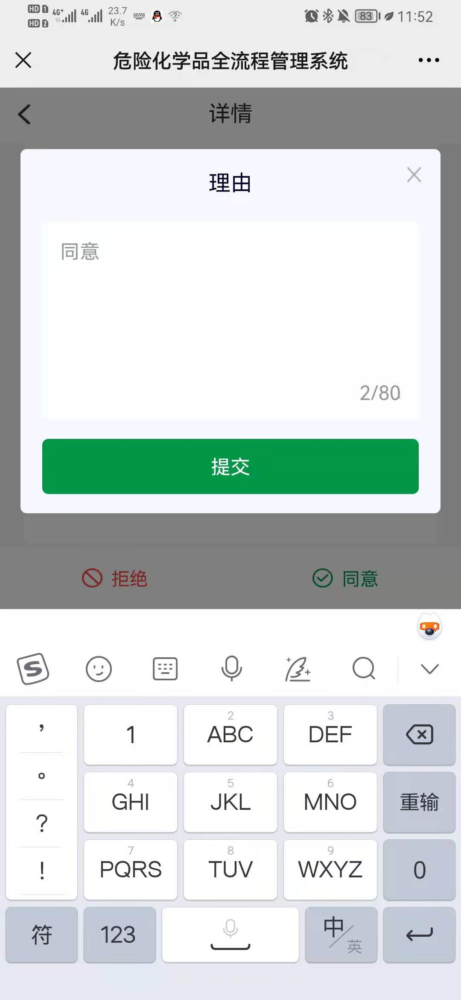 HD 1 4G+ 4G 23.7 K/s 83 11:52
HD 2
危险化学品全流程管理系统
详情
理由
同意
2/80
提交
拒绝 同意
， 1 2 ABC 3 DEF
。 4 GHI 5 JKL 6 MNO 重输
？ 7 PQRS 8 TUV 9 WXYZ 0
！
符 123 中/英